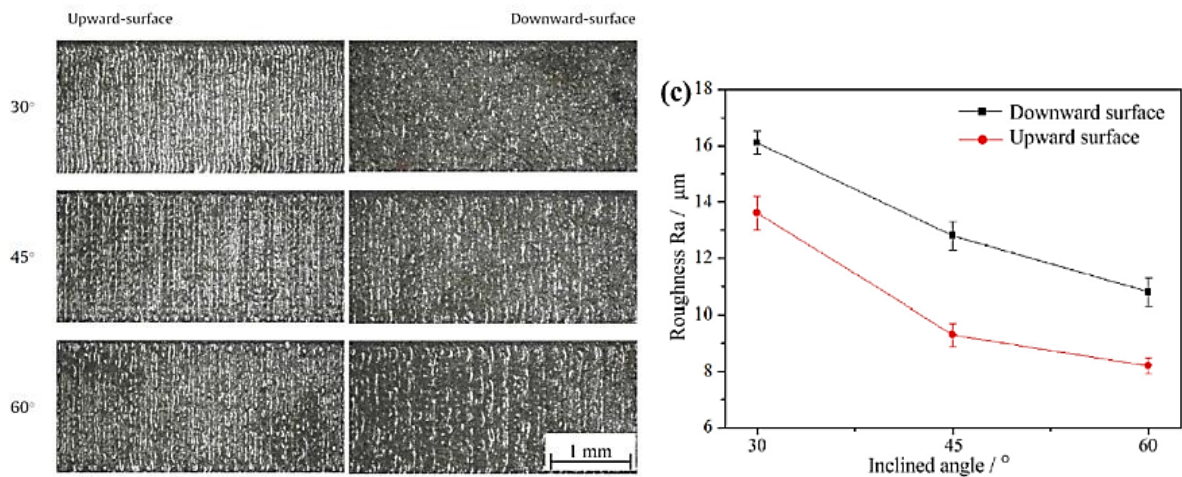 Upward-surface
Downward-surface
30°
45°
60°
1 mm
(c)
Downward surface
Upward surface
Roughness Ra / μm
18
16
14
12
10
8
6
30
45
60
Inclined angle / °